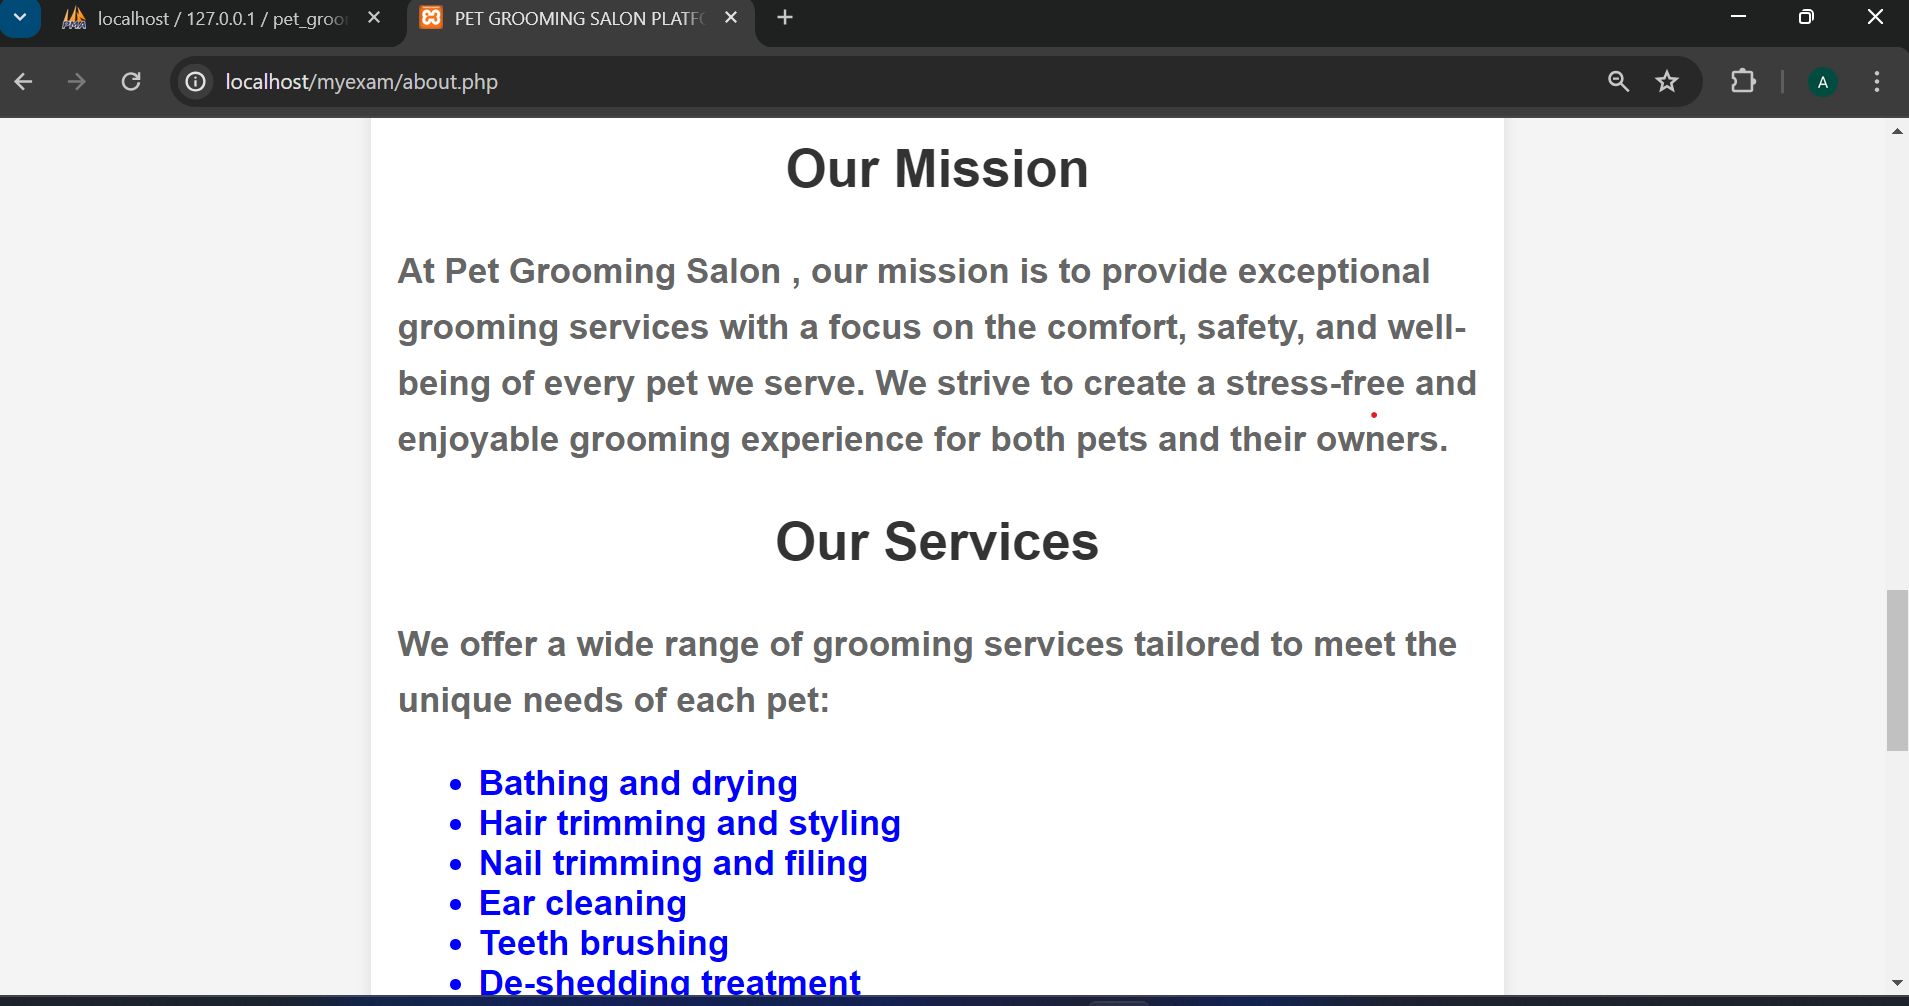 localhost / 127.0.0.1 / pet_groo
PET GROOMING SALON PLATF
localhost/myexam/about.php
A
Our Mission
At Pet Grooming Salon , our mission is to provide exceptional
grooming services with a focus on the comfort, safety, and well-
being of every pet we serve. We strive to create a stress-free and
enjoyable grooming experience for both pets and their owners.
Our Services
We offer a wide range of grooming services tailored to meet the
unique needs of each pet:
• Bathing and drying
• Hair trimming and styling
• Nail trimming and filing
• Ear cleaning
• Teeth brushing
• De-shedding treatment